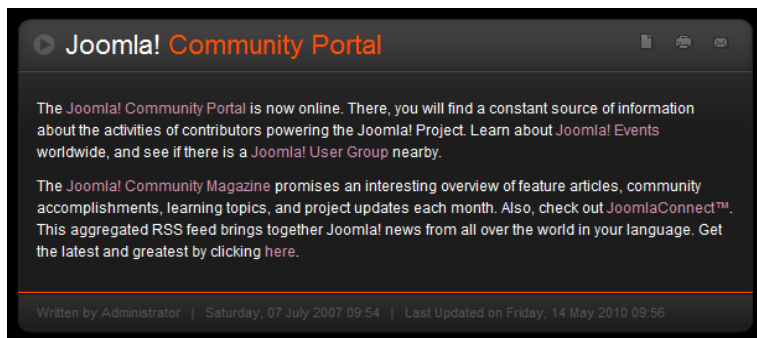 Joomla! Community Portal
The Joomla! Community Portal is now online. There, you will find a constant source of information
about the activities of contributors powering the Joomla! Project. Learn about Joomla! Events
worldwide, and see if there is a Joomla! User Group nearby.
The Joomla! Community Magazine promises an interesting overview of feature articles, community
accomplishments, learning topics, and project updates each month. Also, check out JoomlaConnect™.
This aggregated RSS feed brings together Joomla! news from all over the world in your language. Get
the latest and greatest by clicking here.
Written by Administrator | Saturday, 07 July 2007 09:54 | Last Updated on Friday, 14 May 2010 09:56